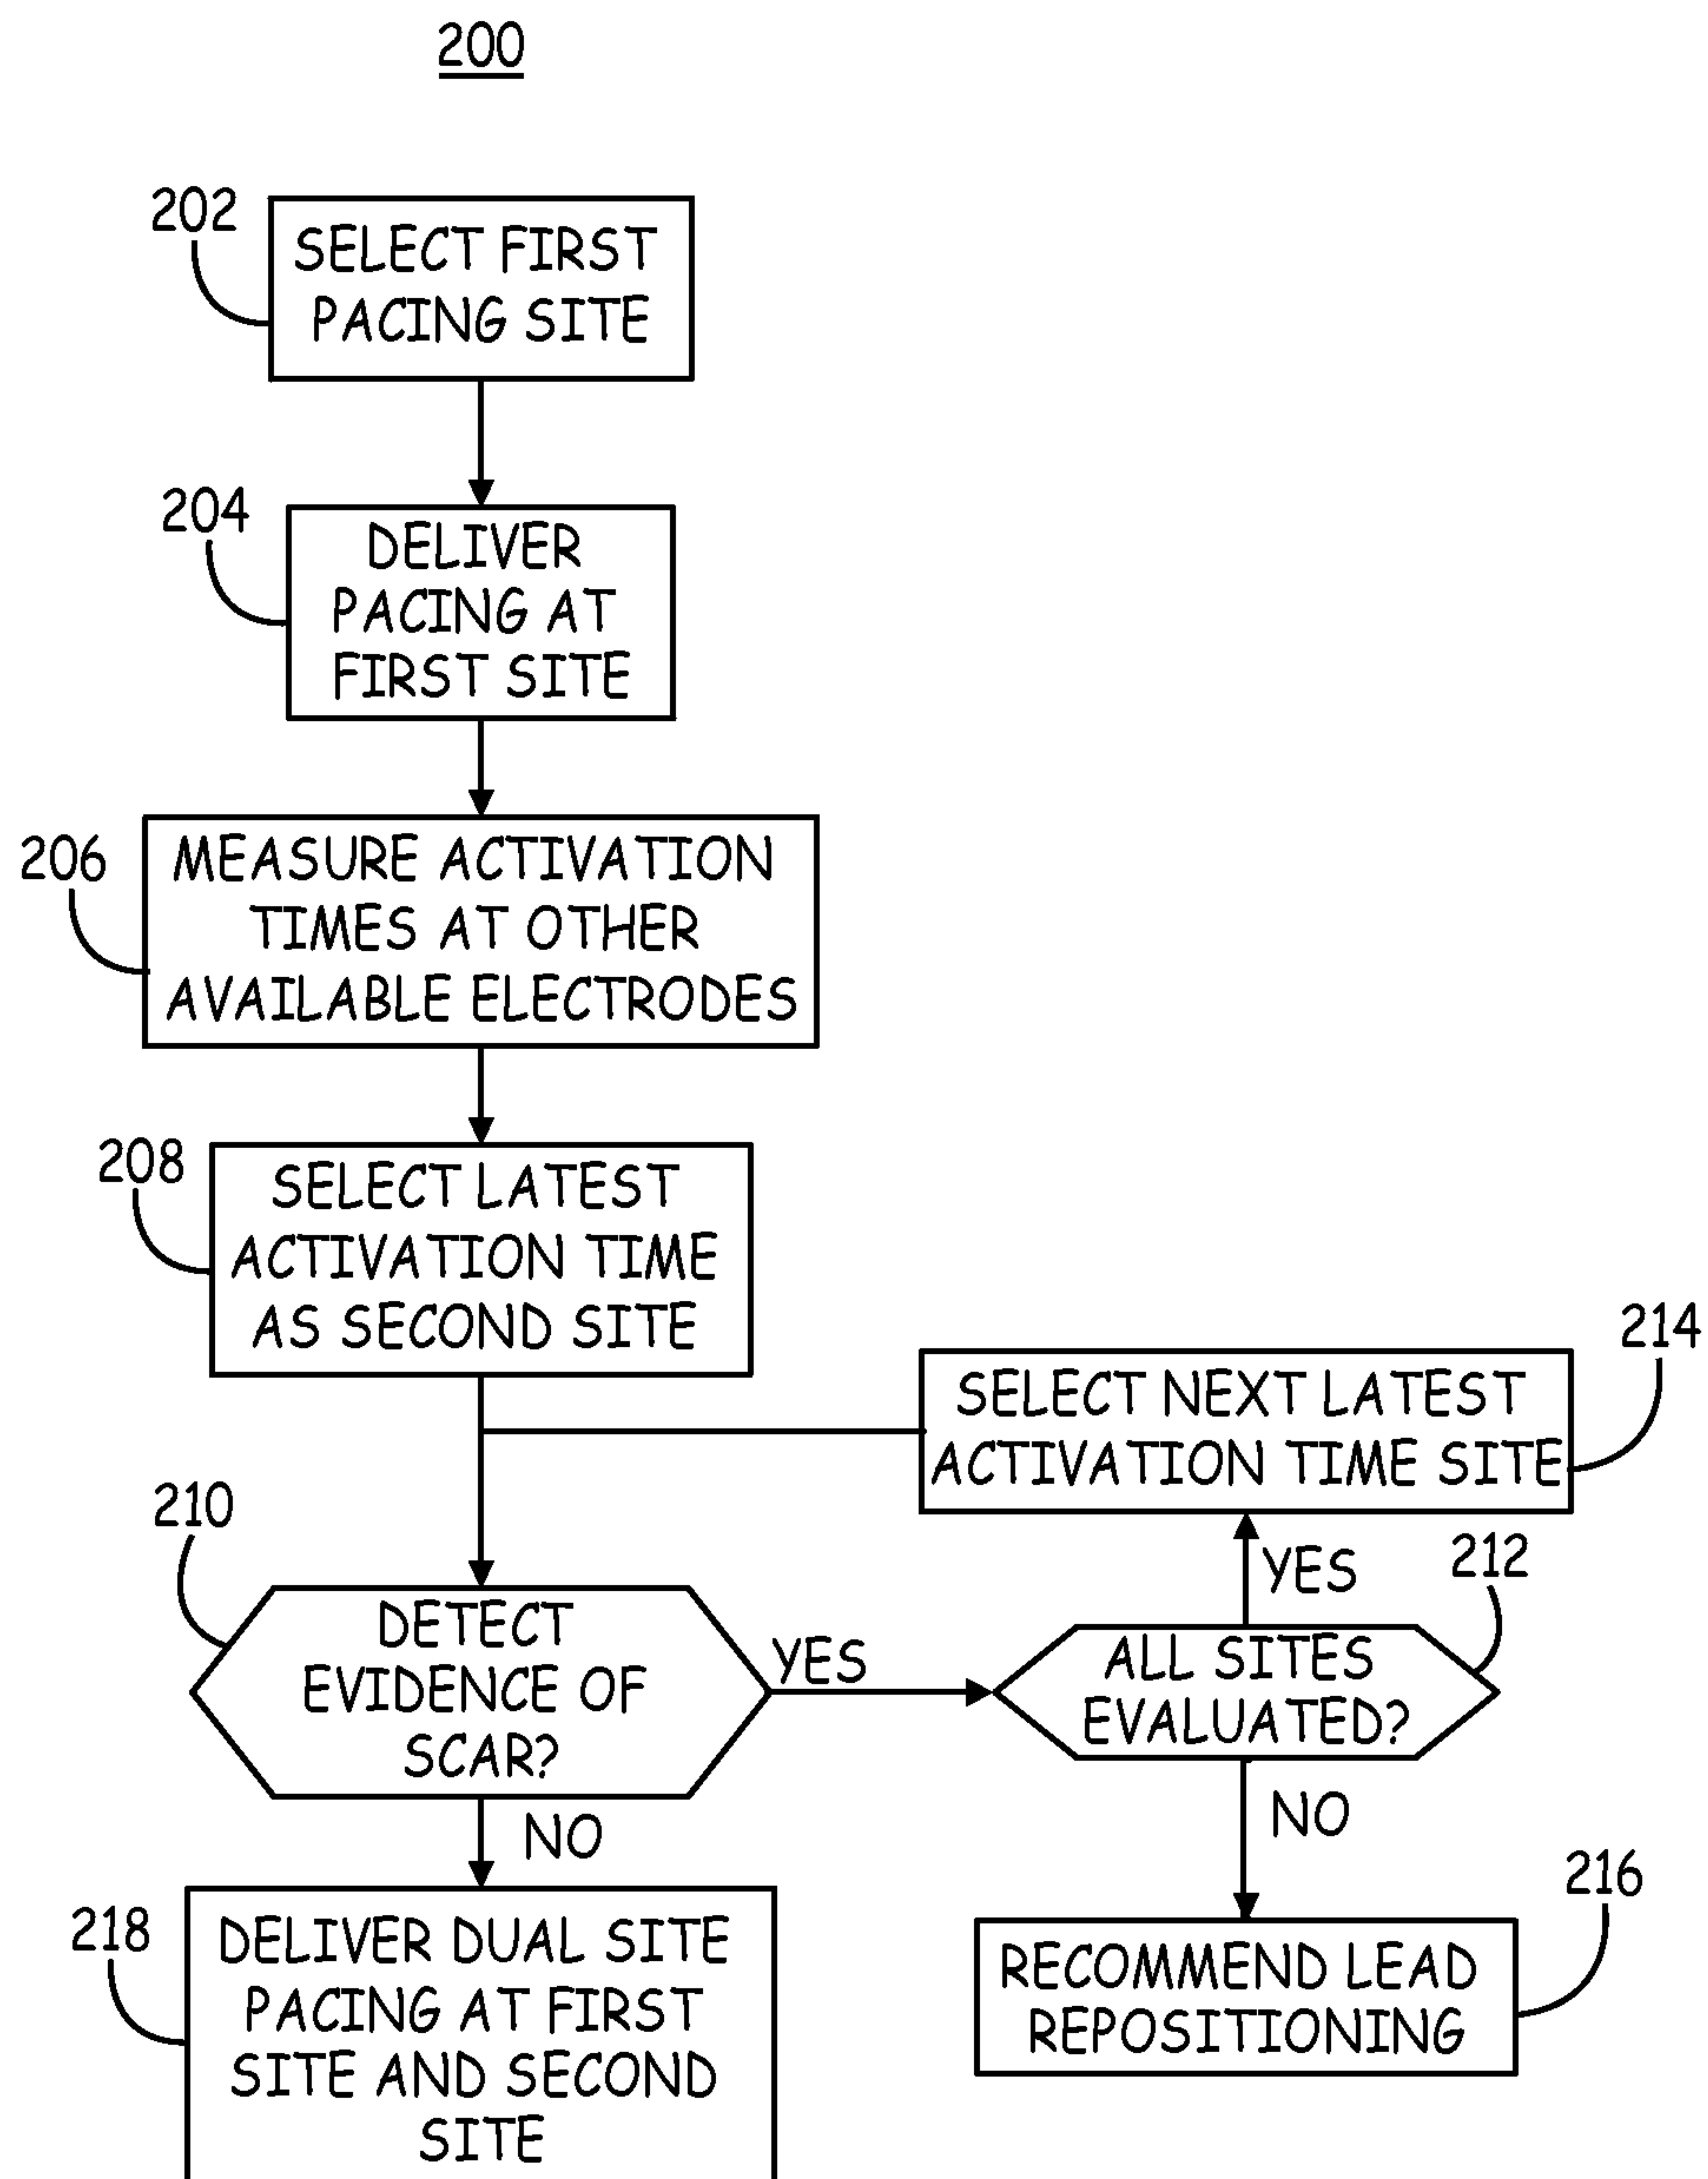 200
202
SELECT FIRST
PACING SITE
204
DELIVER
PACING AT
FIRST SITE
206
MEASURE ACTIVATION
TIMES AT OTHER
AVAILABLE ELECTRODES
208
SELECT LATEST
ACTIVATION TIME
AS SECOND SITE
214
SELECT NEXT LATEST
ACTIVATION TIME SITE
210
DETECT
EVIDENCE OF
SCAR?
YES
212
ALL SITES
EVALUATED?
YES
NO
NO
216
RECOMMEND LEAD
REPOSITIONING
218
DELIVER DUAL SITE
PACING AT FIRST
SITE AND SECOND
SITE